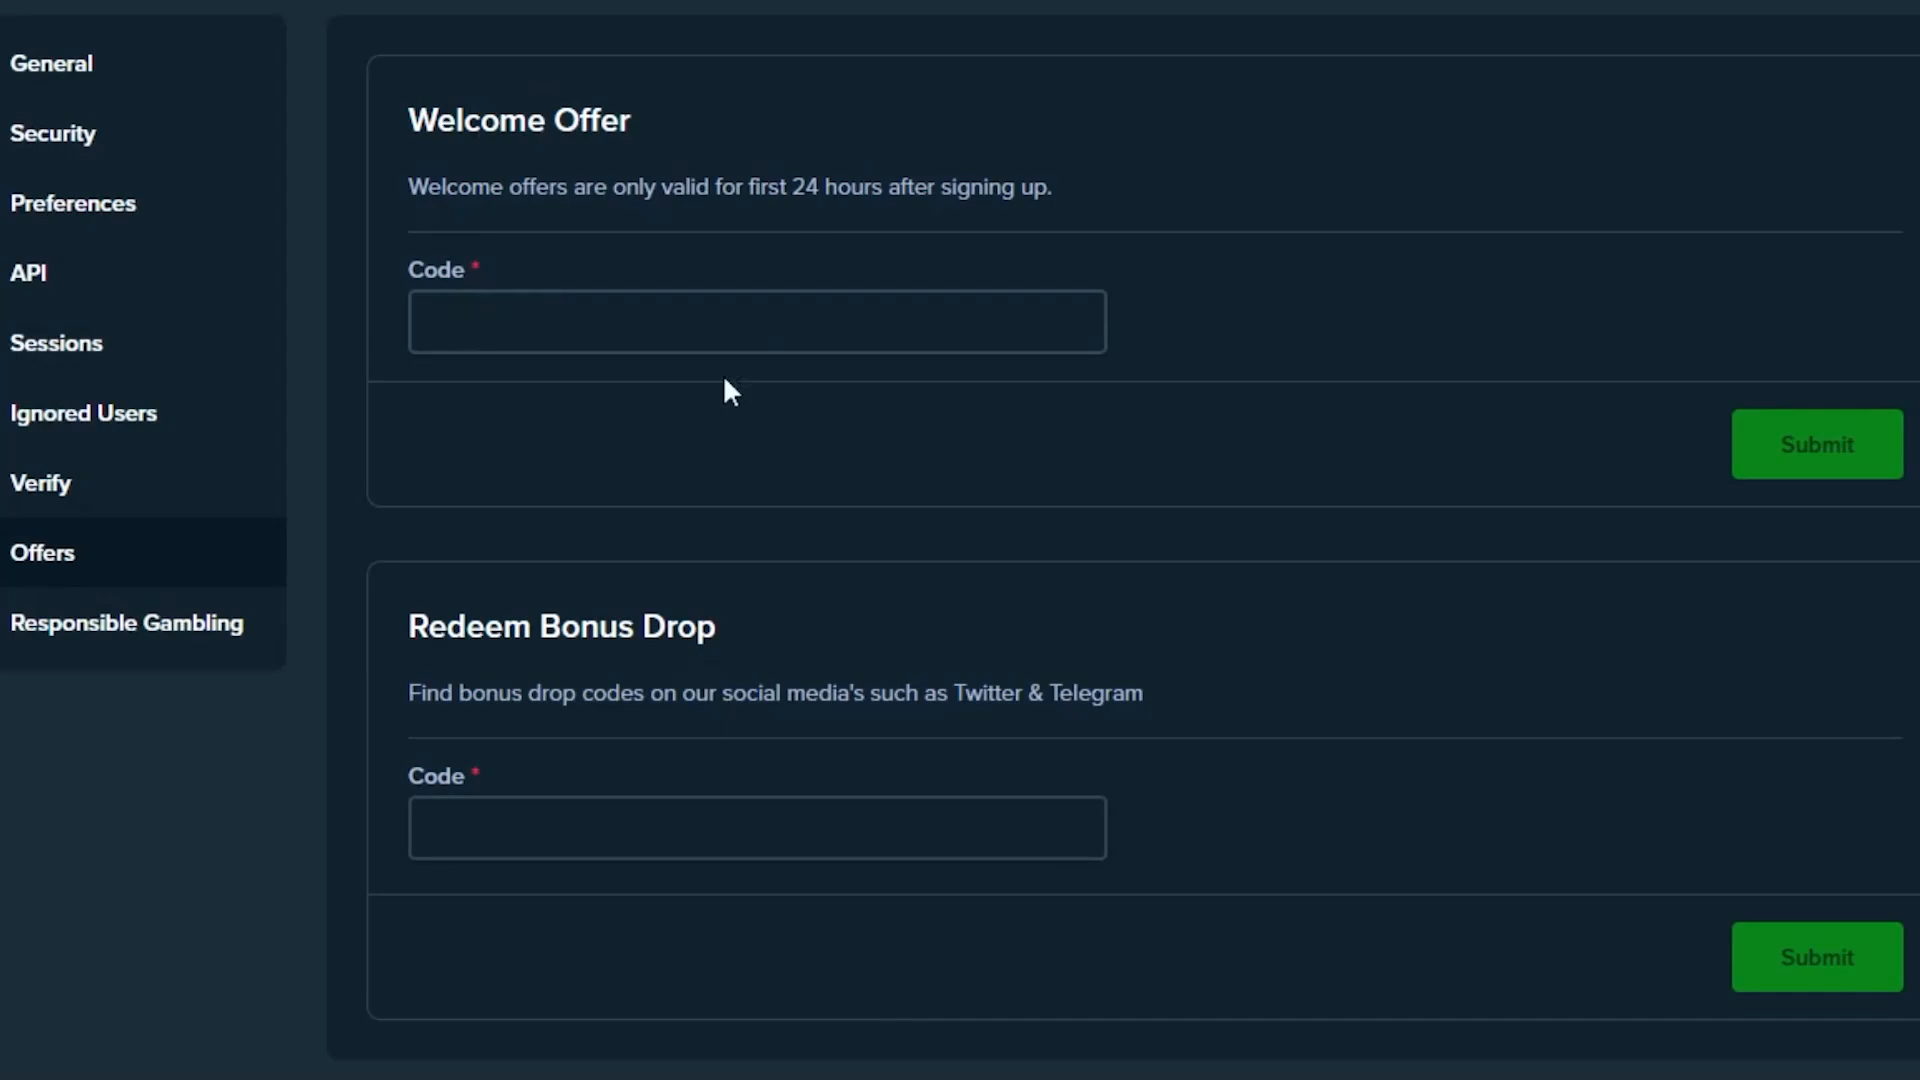 General
Security
Preferences
API
Sessions
Ignored Users
Verify
Offers
Responsible Gambling
Welcome Offer
Welcome offers are only valid for first 24 hours after signing up.
Code *
Submit
Redeem Bonus Drop
Find bonus drop codes on our social media's such as Twitter & Telegram
Code *
Submit